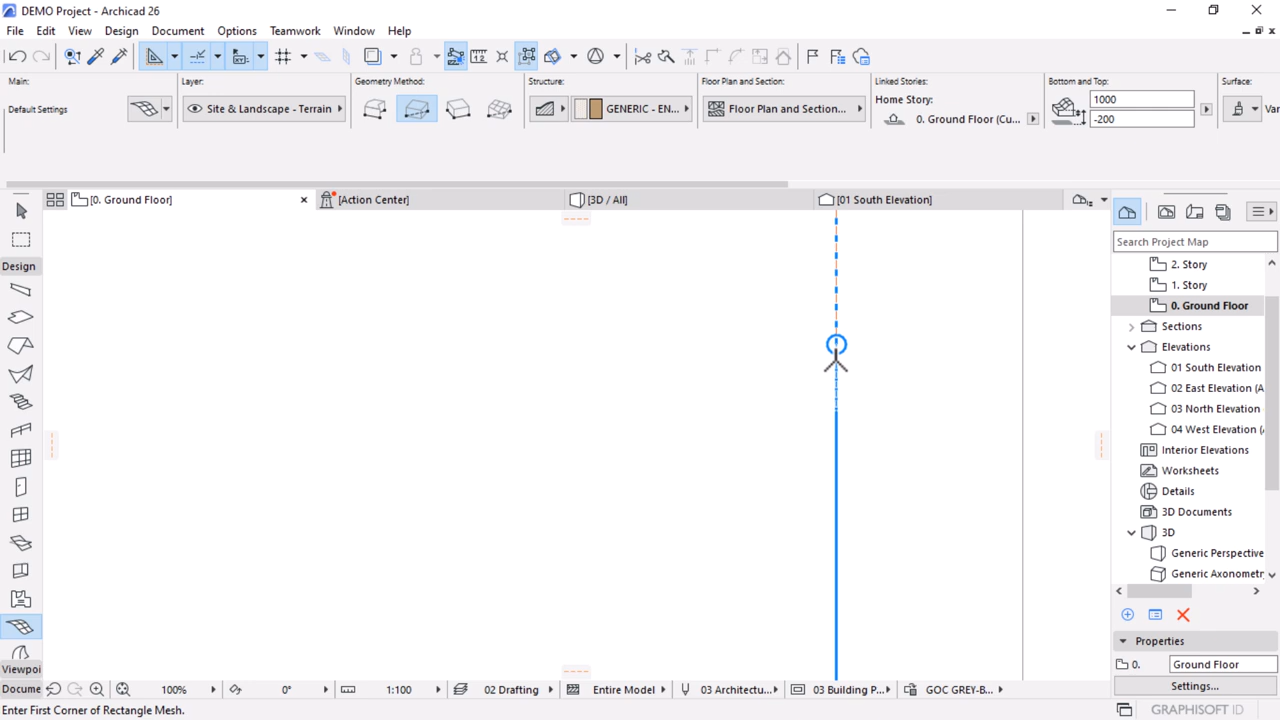 DEMO Project - Archicad 26
File Edit View Design Document Options Teamwork Window Help
Main:
Default Settings
Layer:
Site & Landscape - Terrain
Geometry Method:
Structure:
GENERIC - EN...
Floor Plan and Section:
Floor Plan and Section...
Linked Stories:
Home Story:
0. Ground Floor (Cu...
Bottom and Top:
1000
-200
Surface:
Var
[0. Ground Floor]
[Action Center]
[3D / All]
[01 South Elevation]
Design
Viewpoi
Docume
Search Project Map
2. Story
1. Story
0. Ground Floor
Sections
Elevations
01 South Elevation
02 East Elevation (A
03 North Elevation
04 West Elevation (
Interior Elevations
Worksheets
Details
3D Documents
3D
Generic Perspective
Generic Axonometr
Properties
0.
Ground Floor
Settings...
100%
0°
1:100
02 Drafting
Entire Model
03 Architectu...
03 Building P...
GOC GREY-B...
Enter First Corner of Rectangle Mesh.
GRAPHISOFT ID